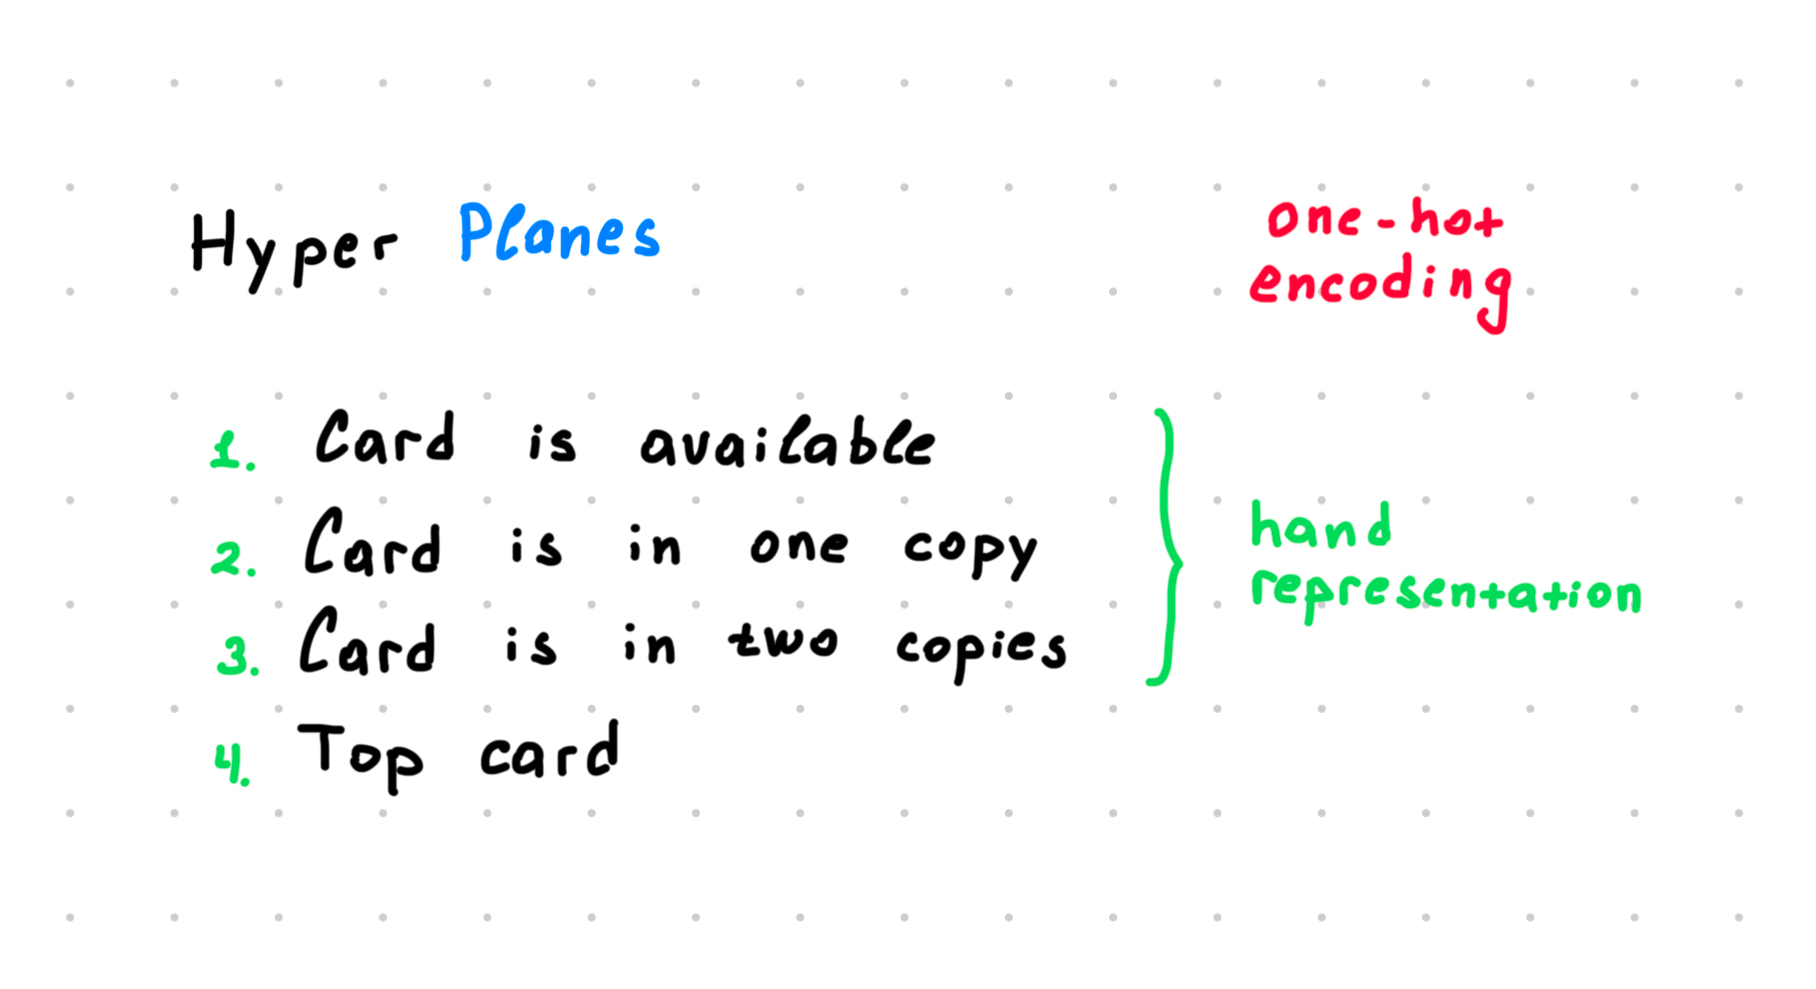 Hyper Planes
one-hot
encoding
1. Card is available
2. Card is in one copy
3. Card is in two copies
4. Top card
hand
representation